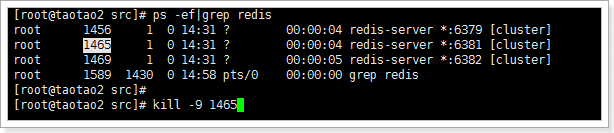 [root@taotao2 src]# ps -ef|grep redis
root 1456 1 0 14:31 ? 00:00:04 redis-server *:6379 [cluster]
root 1465 1 0 14:31 ? 00:00:04 redis-server *:6381 [cluster]
root 1469 1 0 14:31 ? 00:00:05 redis-server *:6382 [cluster]
root 1589 1430 0 14:58 pts/0 00:00:00 grep redis
[root@taotao2 src]#
[root@taotao2 src]# kill -9 1465